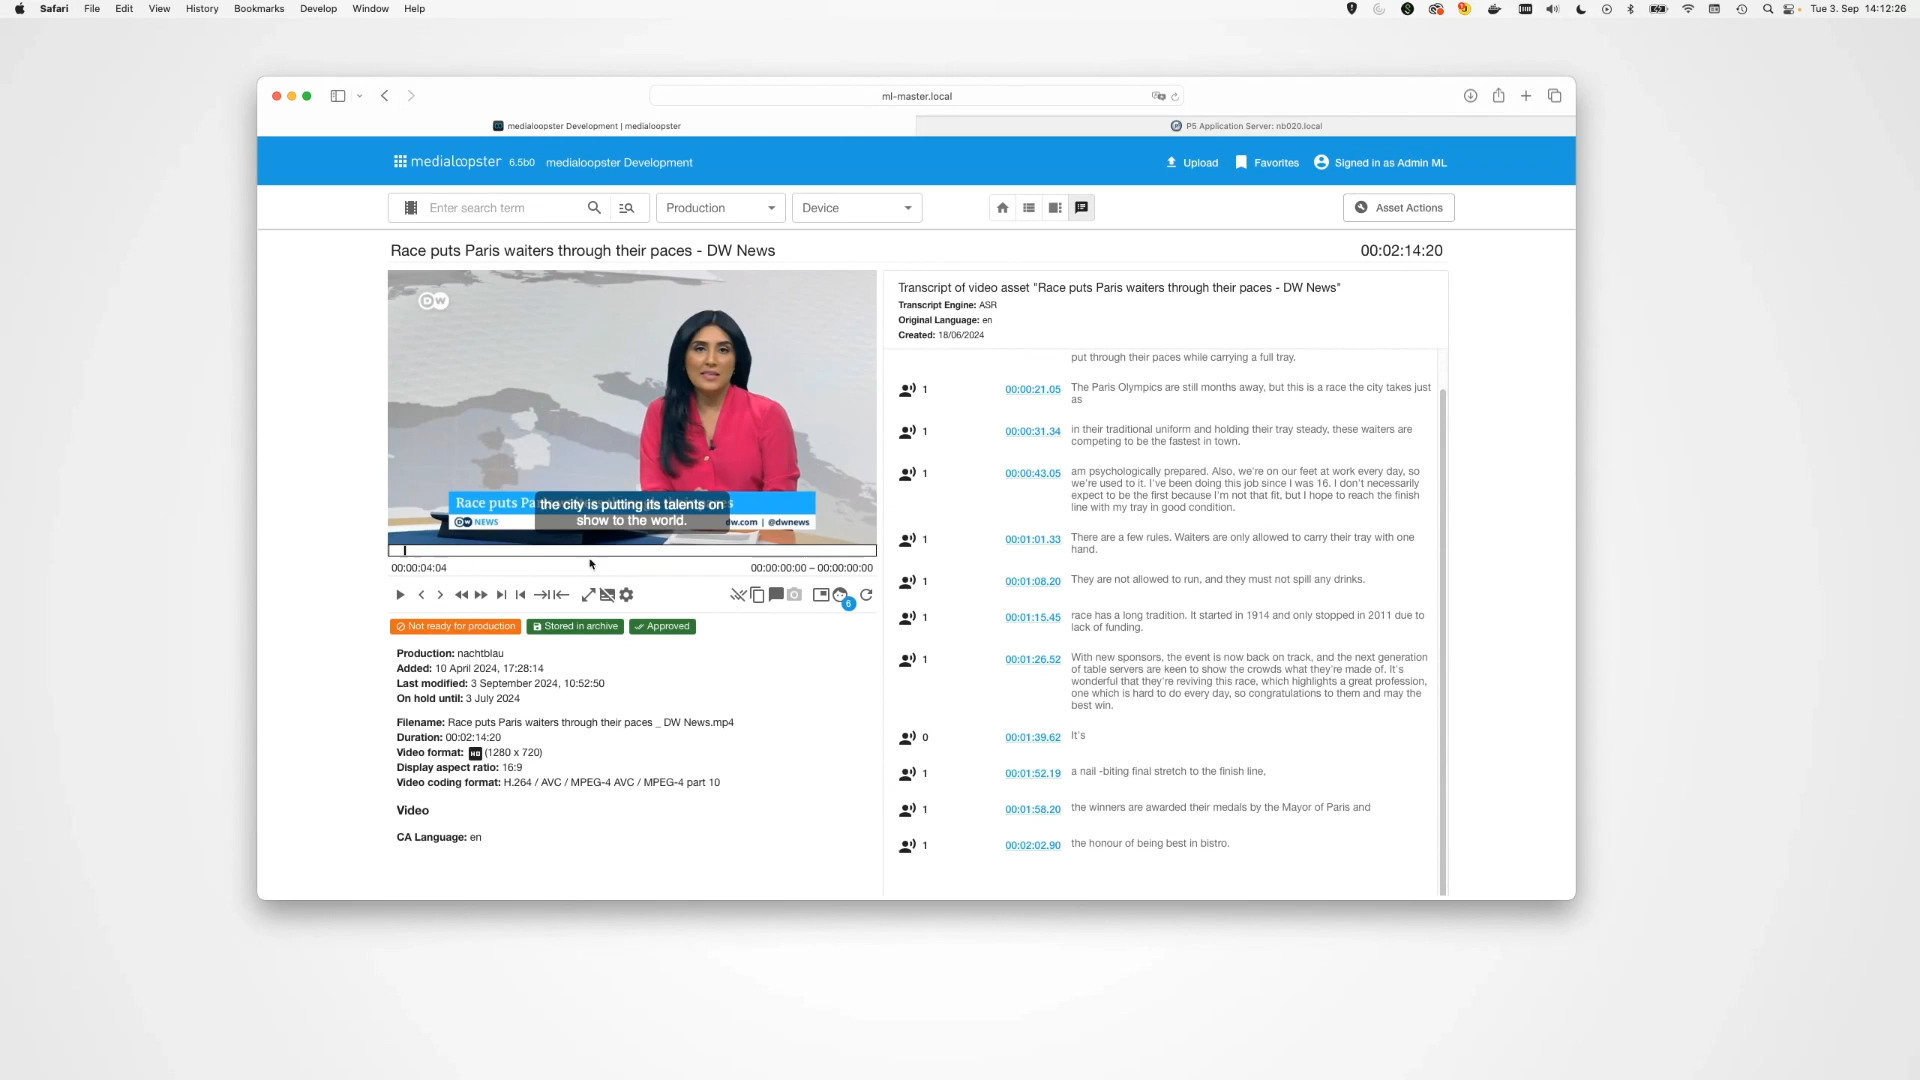 Safari File Edit View History Bookmarks Develop Window Help
Tue 3. Sep 14:12:26
ml-master.local
medialoopster Development | medialoopster
P5 Application Server: nb020.local
medialoopster 6.5b0 medialoopster Development
Upload Favorites Signed in as Admin ML
Enter search term Production Device Asset Actions
Race puts Paris waiters through their paces - DW News 00:02:14:20
DW
Race puts Pa
s
the city is putting its talents on
show to the world.
DW NEWS
dw.com | @dwnews
00:00:04:04 00:00:00:00 – 00:00:00:00
6
Not ready for production Stored in archive Approved
Production: nachtblau
Added: 10 April 2024, 17:28:14
Last modified: 3 September 2024, 10:52:50
On hold until: 3 July 2024
Filename: Race puts Paris waiters through their paces _ DW News.mp4
Duration: 00:02:14:20
Video format: HD (1280 x 720)
Display aspect ratio: 16:9
Video coding format: H.264 / AVC / MPEG-4 AVC / MPEG-4 part 10
Video
CA Language: en
Transcript of video asset "Race puts Paris waiters through their paces - DW News"
Transcript Engine: ASR
Original Language: en
Created: 18/06/2024
put through their paces while carrying a full tray.
1 00:00:21.05 The Paris Olympics are still months away, but this is a race the city takes just
as
1 00:00:31.34 in their traditional uniform and holding their tray steady, these waiters are
competing to be the fastest in town.
1 00:00:43.05 am psychologically prepared. Also, we're on our feet at work every day, so
we're used to it. I've been doing this job since I was 16. I don't necessarily
expect to be the first because I'm not that fit, but I hope to reach the finish
line with my tray in good condition.
1 00:01:01.33 There are a few rules. Waiters are only allowed to carry their tray with one
hand.
1 00:01:08.20 They are not allowed to run, and they must not spill any drinks.
1 00:01:15.45 race has a long tradition. It started in 1914 and only stopped in 2011 due to
lack of funding.
1 00:01:26.52 With new sponsors, the event is now back on track, and the next generation
of table servers are keen to show the crowds what they're made of. It's
wonderful that they're reviving this race, which highlights a great profession,
one which is hard to do every day, so congratulations to them and may the
best win.
0 00:01:39.62 It's
1 00:01:52.19 a nail -biting final stretch to the finish line,
1 00:01:58.20 the winners are awarded their medals by the Mayor of Paris and
1 00:02:02.90 the honour of being best in bistro.